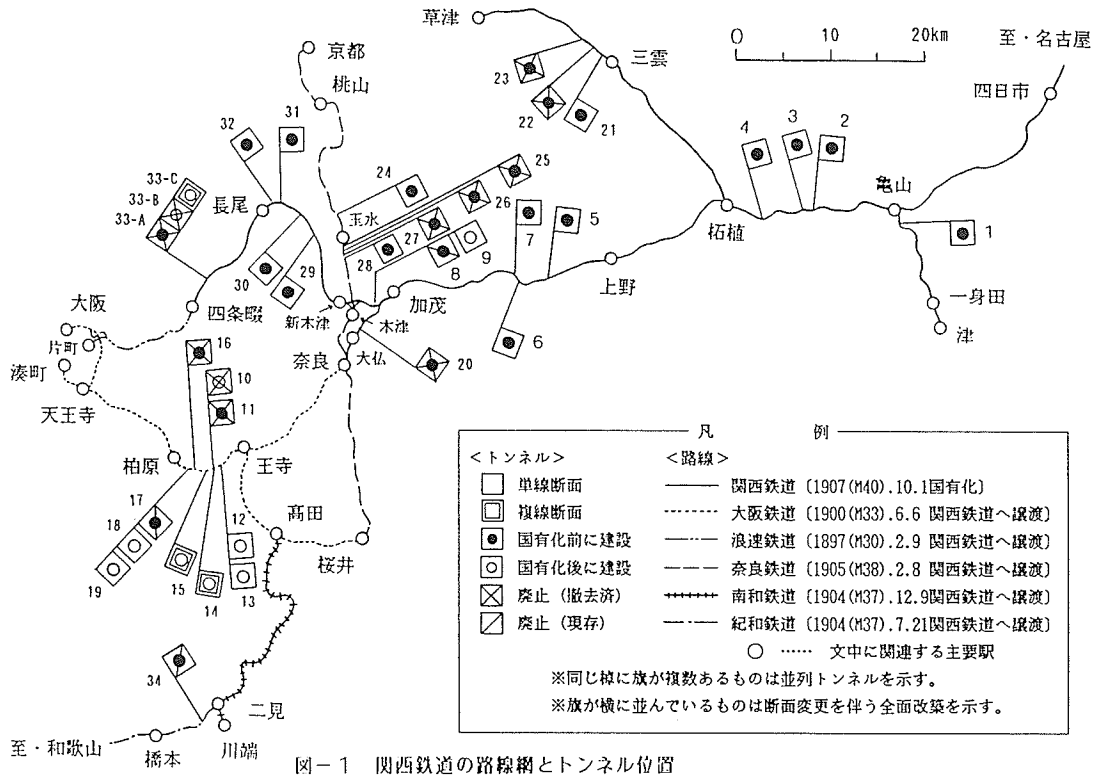 草津
0 10 20km
至・名古屋
京都
三雲
桃山
四日市
23
22
21
32
31
4
3
2
25
24
26
33-C
33-B
33-A
長尾
玉水
27
7
5
亀山
柘植
1
28
8
9
30
29
上野
加茂
一身田
大阪
四条畷
新木津
木津
津
片町
16
奈良
大仏
20
6
湊町
10
天王寺
11
柏原
王寺
17
18
19
12
高田
桜井
15
14
13
34
二見
至・和歌山
橋本
川端
凡例
<トンネル>
単線断面
複線断面
国有化前に建設
国有化後に建設
廃止(撤去済)
廃止(現存)
<路線>
関西鉄道〔1907(M40).10.1国有化〕
大阪鉄道〔1900(M33).6.6 関西鉄道へ譲渡〕
浪速鉄道〔1897(M30).2.9 関西鉄道へ譲渡〕
奈良鉄道〔1905(M38).2.8 関西鉄道へ譲渡〕
南和鉄道〔1904(M37).12.9関西鉄道へ譲渡〕
紀和鉄道〔1904(M37).7.21関西鉄道へ譲渡〕
○ …… 文中に関連する主要駅
※同じ棹に旗が複数あるものは並列トンネルを示す。
※旗が横に並んでいるものは断面変更を伴う全面改築を示す。
図-1 関西鉄道の路線網とトンネル位置